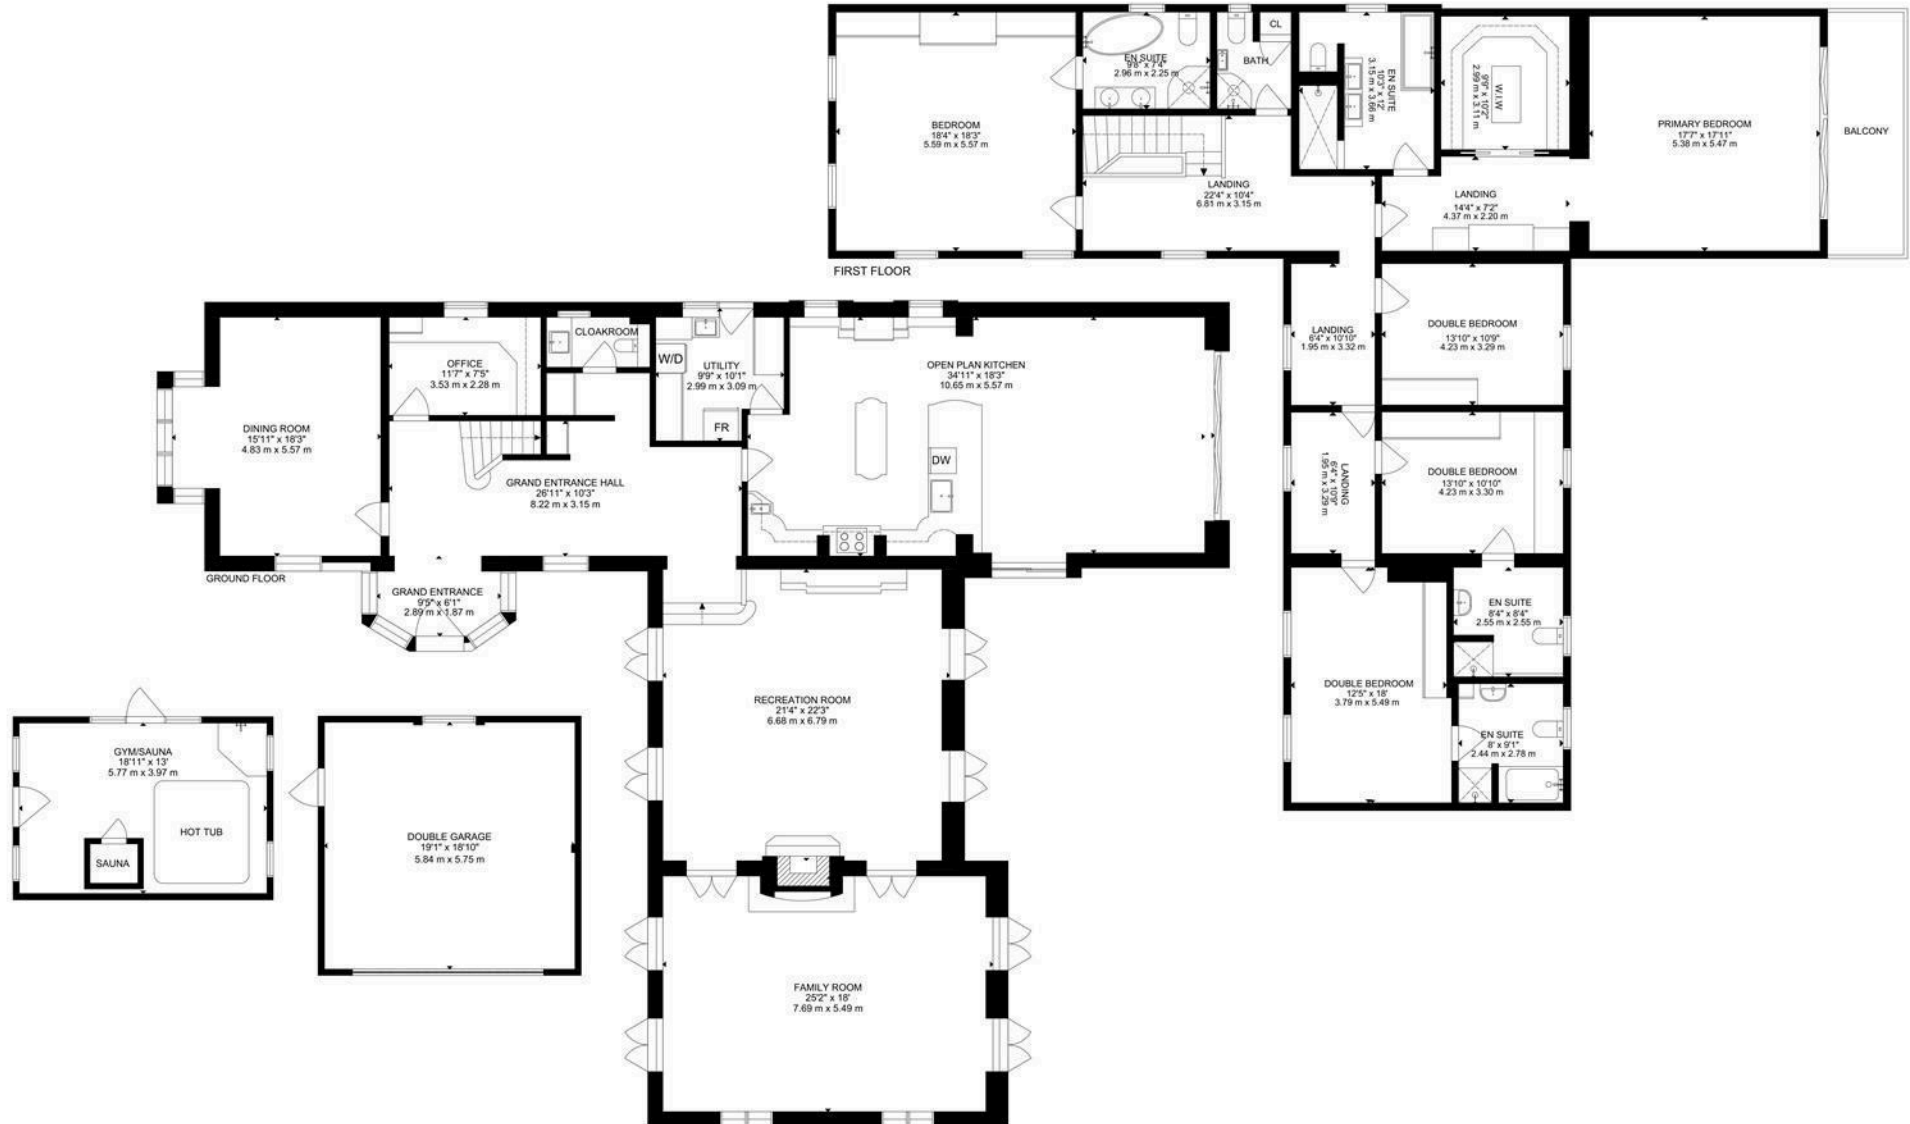 EN SUITE
9'8" x 7'4"
2.96 m x 2.25 m
BATH
CL
EN SUITE
10'3" x 12'
3.15 m x 3.66 m
W.I.W
9'9" x 10'2"
2.99 m x 3.11 m
BEDROOM
18'4" x 18'3"
5.59 m x 5.57 m
PRIMARY BEDROOM
17'7" x 17'11"
5.38 m x 5.47 m
BALCONY
LANDING
22'4" x 10'4"
6.81 m x 3.15 m
LANDING
14'4" x 7'2"
4.37 m x 2.20 m
FIRST FLOOR
LANDING
6'4" x 10'10"
1.95 m x 3.32 m
DOUBLE BEDROOM
13'10" x 10'9"
4.23 m x 3.29 m
LANDING
6'4" x 10'9"
1.95 m x 3.29 m
DOUBLE BEDROOM
13'10" x 10'10"
4.23 m x 3.30 m
EN SUITE
8'4" x 8'4"
2.55 m x 2.55 m
DOUBLE BEDROOM
12'5" x 18'
3.79 m x 5.49 m
EN SUITE
8' x 9'1"
2.44 m x 2.78 m
CLOAKROOM
OFFICE
11'7" x 7'5"
3.53 m x 2.28 m
W/D
UTILITY
9'9" x 10'1"
2.99 m x 3.09 m
FR
OPEN PLAN KITCHEN
34'11" x 18'3"
10.65 m x 5.57 m
DW
DINING ROOM
15'11" x 18'3"
4.83 m x 5.57 m
GRAND ENTRANCE HALL
26'11" x 10'3"
8.22 m x 3.15 m
GROUND FLOOR
GRAND ENTRANCE
9'5" x 6'1"
2.89 m x 1.87 m
RECREATION ROOM
21'4" x 22'3"
6.68 m x 6.79 m
GYM/SAUNA
18'11" x 13'
5.77 m x 3.97 m
HOT TUB
SAUNA
DOUBLE GARAGE
19'1" x 18'10"
5.84 m x 5.75 m
FAMILY ROOM
25'2" x 18'
7.69 m x 5.49 m